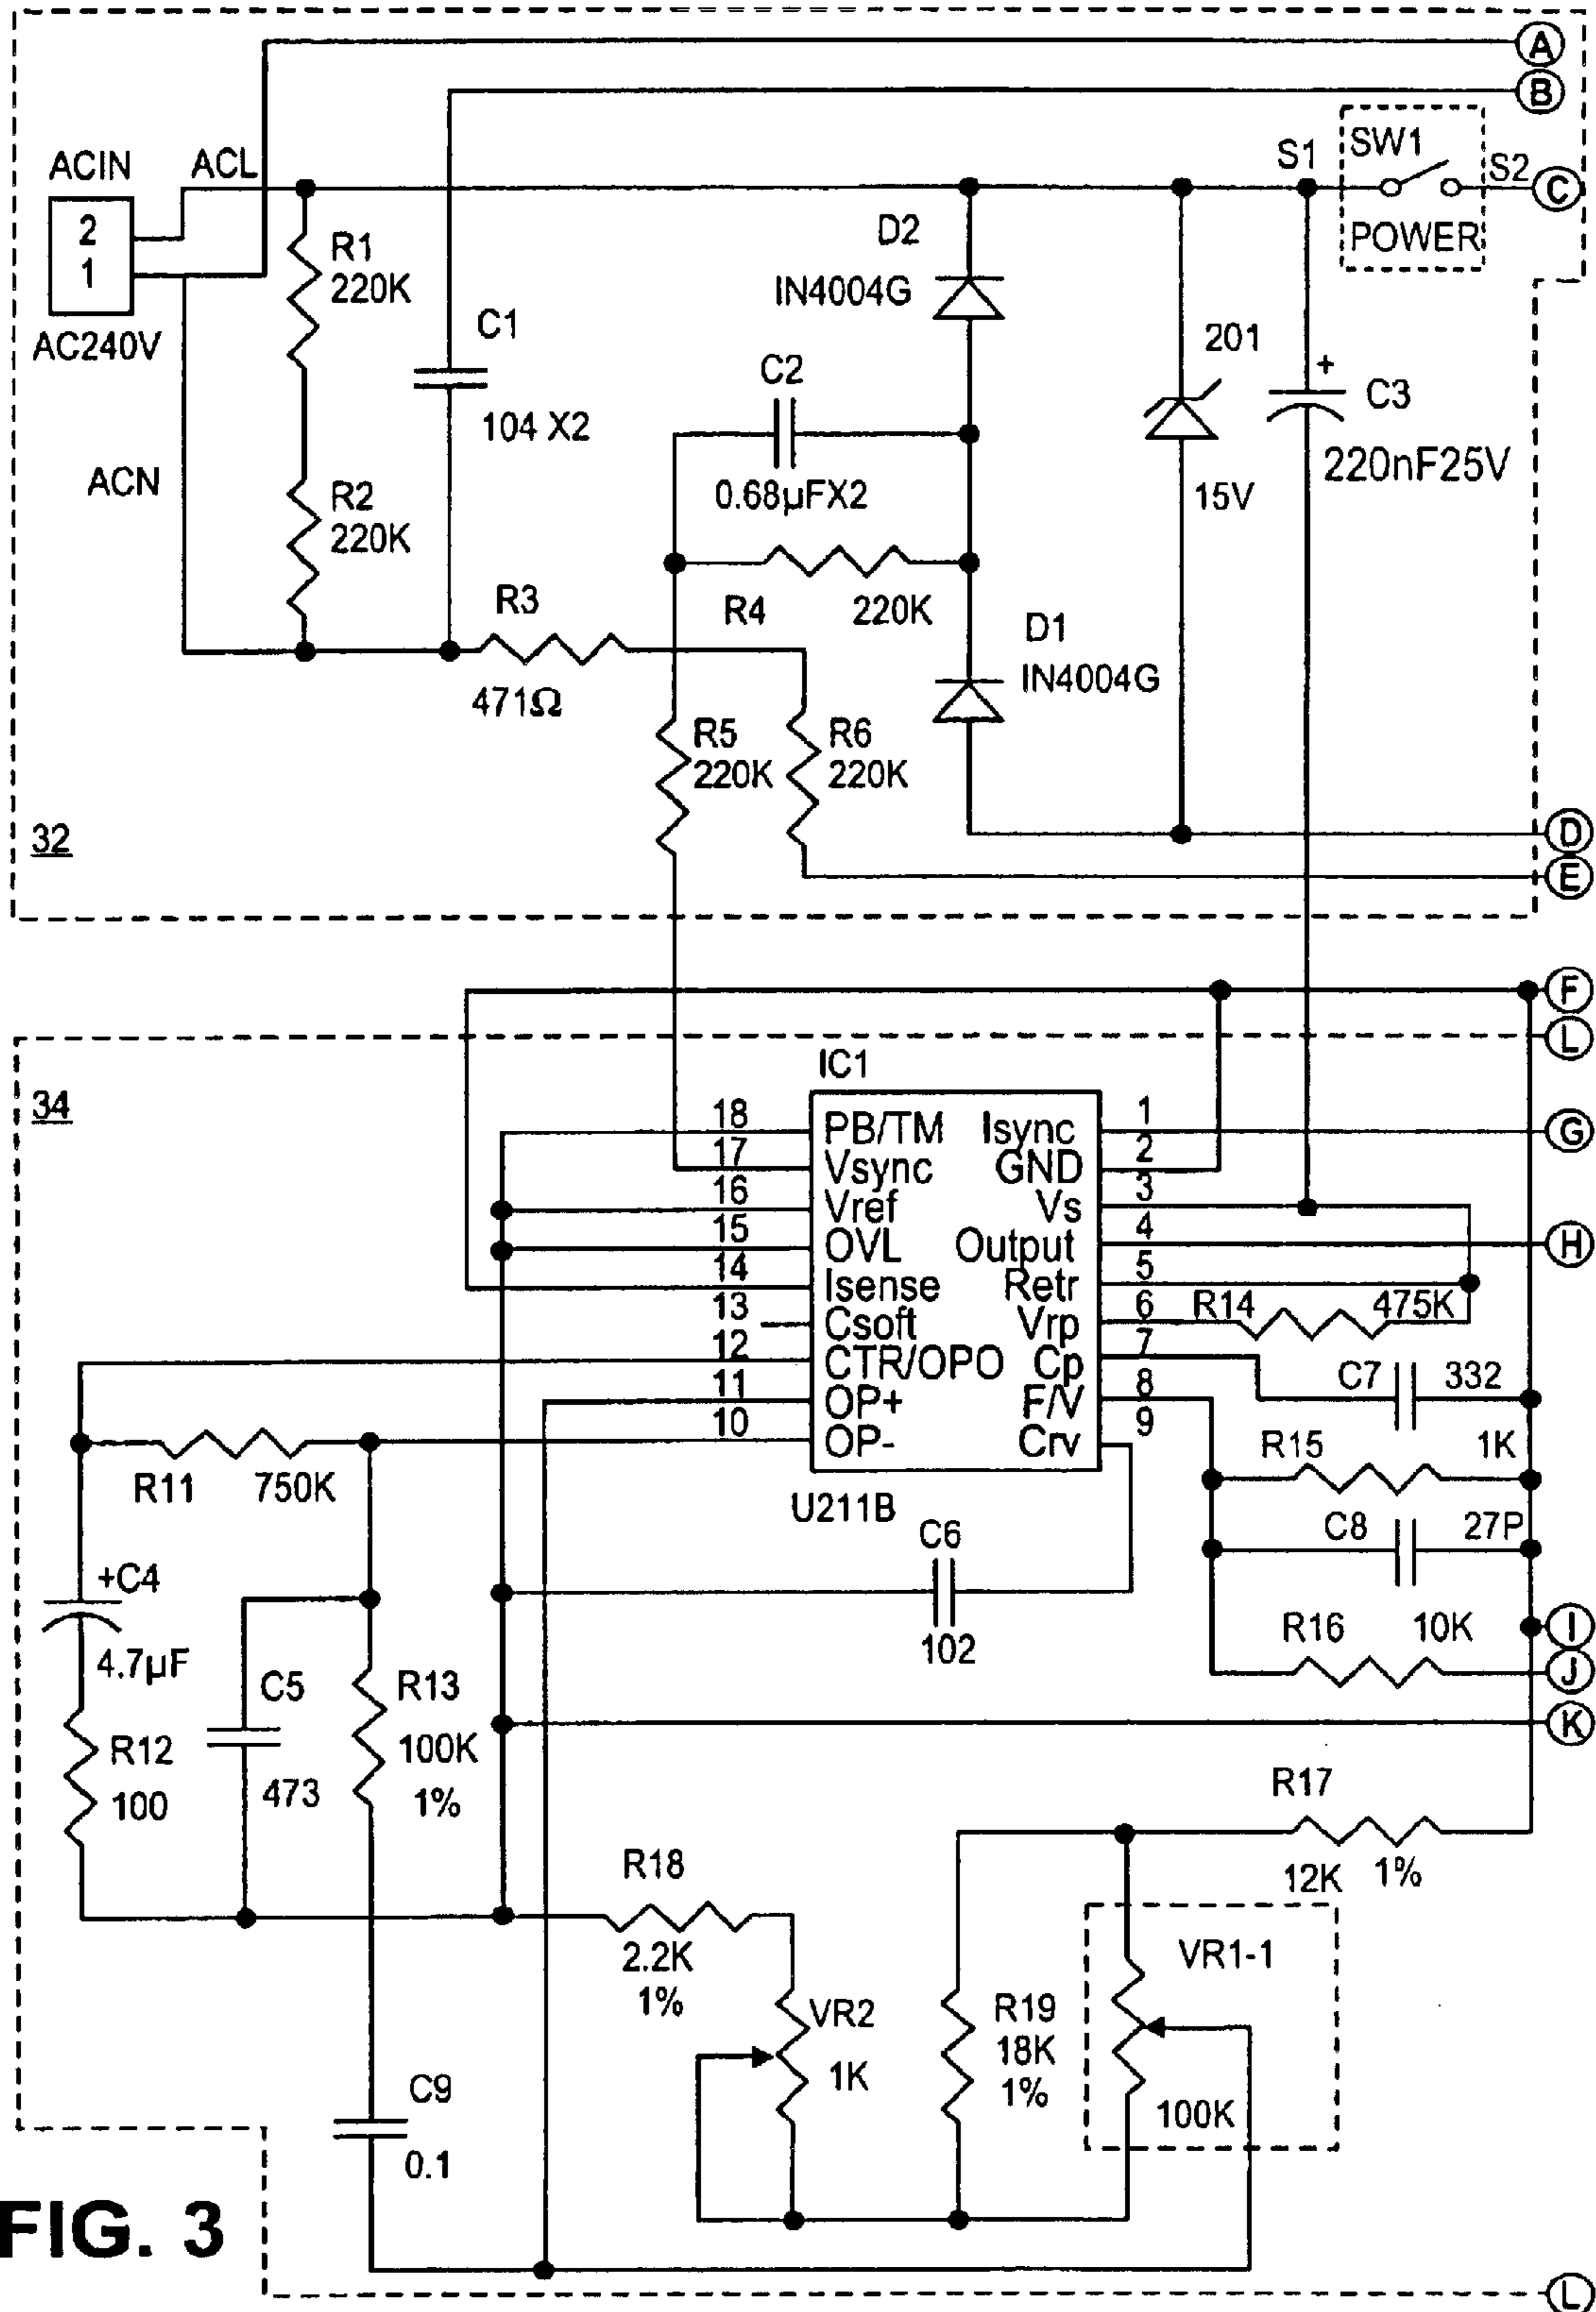 A
B
ACIN
ACL
S1
SW1
S2
C
POWER
2
1
AC240V
R1
220K
D2
IN4004G
C1
104 X2
C2
0.68µFX2
201
15V
+
C3
220nF25V
ACN
R2
220K
R3
471Ω
R4
220K
D1
IN4004G
R5
220K
R6
220K
32
D
E
F
L
34
IC1
18 PB/TM Isync 1
G
17 Vsync GND 2
16 Vref Vs 3
15 OVL Output 4
H
14 Isense Retr 5
13 Csoft Vrp 6
R14 475K
12 CTR/OPO Cp 7
11 OP+ F/V 8
10 OP- Crv 9
C7 332
R15 1K
R11 750K
U211B
C6
102
C8 27P
+C4
4.7µF
R16 10K
I
J
C5
473
R13
100K
1%
K
R12
100
R17
12K 1%
R18
2.2K
1%
VR1-1
100K
VR2
1K
R19
18K
1%
C9
0.1
FIG. 3
L